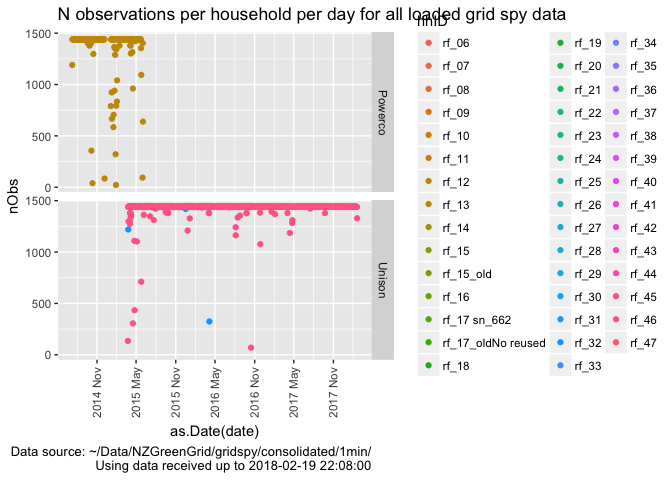 N observations per household per day for all loaded grid spy data
hhID
1500
1000
500
0
Powerco
1500
1000
500
0
Unison
nObs
2014 Nov
2015 May
2015 Nov
2016 May
2016 Nov
2017 May
2017 Nov
as.Date(date)
Data source: ~/Data/NZGreenGrid/gridspy/consolidated/1min/
Using data received up to 2018-02-19 22:08:00
rf_06
rf_07
rf_08
rf_09
rf_10
rf_11
rf_12
rf_13
rf_14
rf_15
rf_15_old
rf_16
rf_17 sn_662
rf_17_oldNo reused
rf_18
rf_19
rf_20
rf_21
rf_22
rf_23
rf_24
rf_25
rf_26
rf_27
rf_28
rf_29
rf_30
rf_31
rf_32
rf_33
rf_34
rf_35
rf_36
rf_37
rf_38
rf_39
rf_40
rf_41
rf_42
rf_43
rf_44
rf_45
rf_46
rf_47